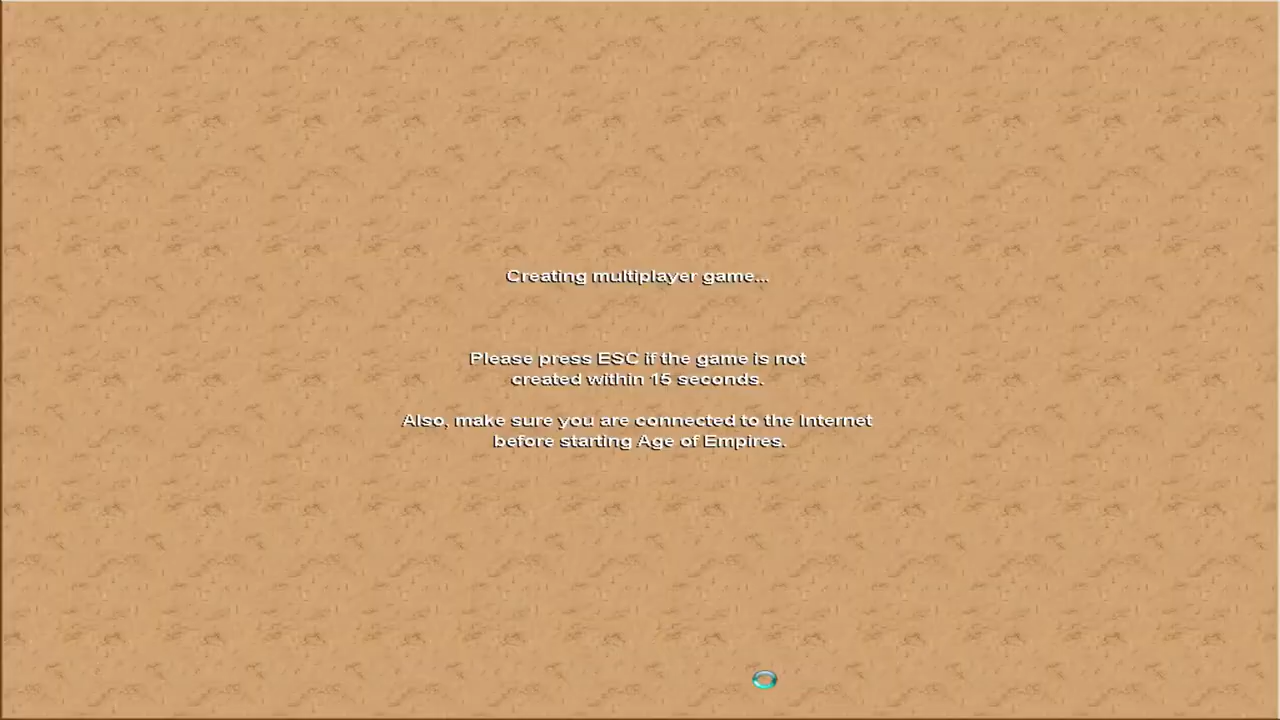 Creating multiplayer game...
Please press ESC if the game is not
created within 15 seconds.
Also, make sure you are connected to the Internet
before starting Age of Empires.